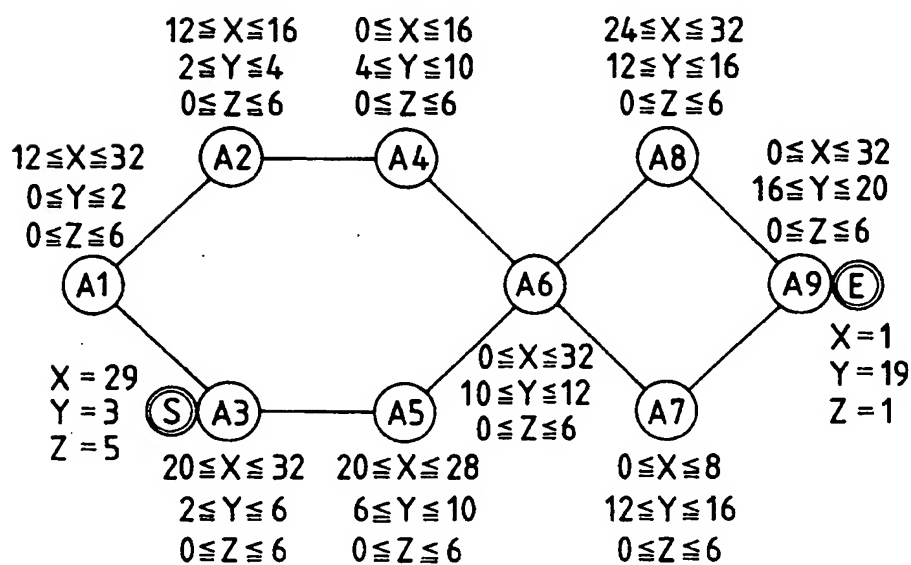 12≦X≦16
2≦Y≦4
0≦Z≦6
0≦X≦16
4≦Y≦10
0≦Z≦6
24≦X≦32
12≦Y≦16
0≦Z≦6
12≦X≦32
0≦Y≦2
0≦Z≦6
A2
A4
A8
0≦X≦32
16≦Y≦20
0≦Z≦6
A1
A6
A9
E
X=1
Y=19
Z=1
0≦X≦32
10≦Y≦12
0≦Z≦6
X=29
Y=3
Z=5
S
A3
A5
A7
20≦X≦32
2≦Y≦6
0≦Z≦6
20≦X≦28
6≦Y≦10
0≦Z≦6
0≦X≦8
12≦Y≦16
0≦Z≦6